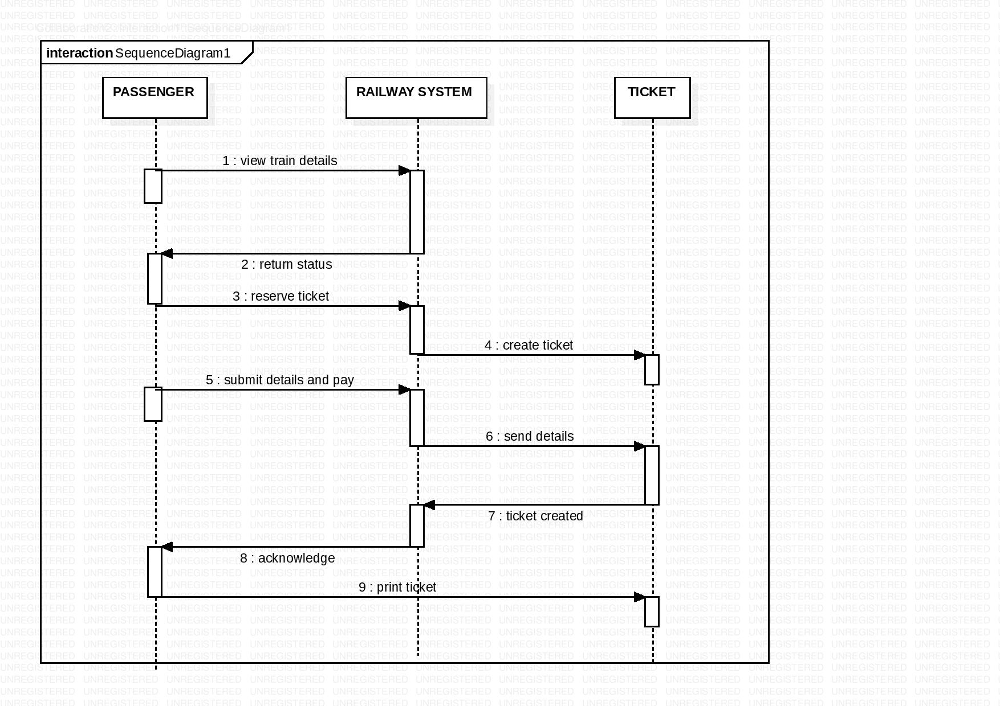 interaction SequenceDiagram1
PASSENGER
RAILWAY SYSTEM
TICKET
1 : view train details
2 : return status
3 : reserve ticket
4 : create ticket
5 : submit details and pay
6 : send details
7 : ticket created
8 : acknowledge
9 : print ticket
UNREGISTERED